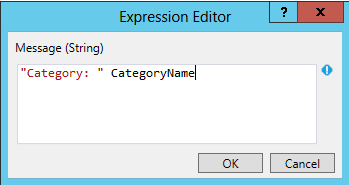 Expression Editor
? x
Message (String)
"Category: " CategoryName
OK Cancel